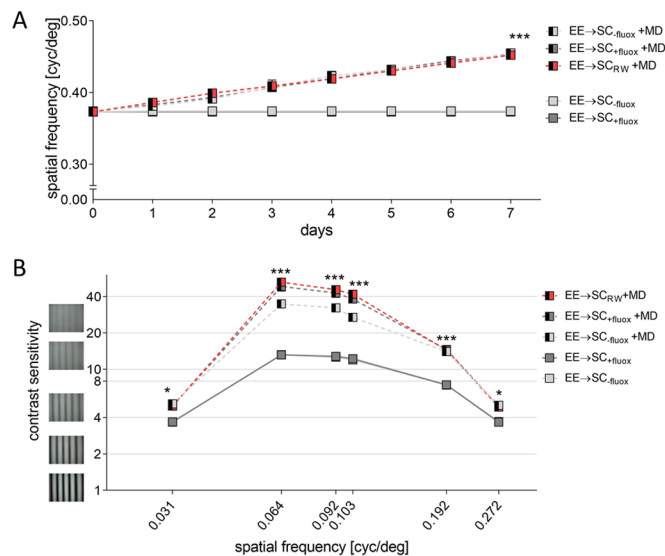 A
spatial frequency [cyc/deg]
0.50
0.40
0.30
0.00
0
1
2
3
4
5
6
7
days
***
EE→SC-fluox +MD
EE→SC+fluox +MD
EE→SCRW +MD
EE→SC-fluox
EE→SC+fluox
B
contrast sensitivity
40
20
10
8
4
2
1
*
***
***
***
***
*
0.031
0.064
0.092
0.103
0.192
0.272
spatial frequency [cyc/deg]
EE→SCRW+MD
EE→SC+fluox +MD
EE→SC-fluox +MD
EE→SC+fluox
EE→SC-fluox